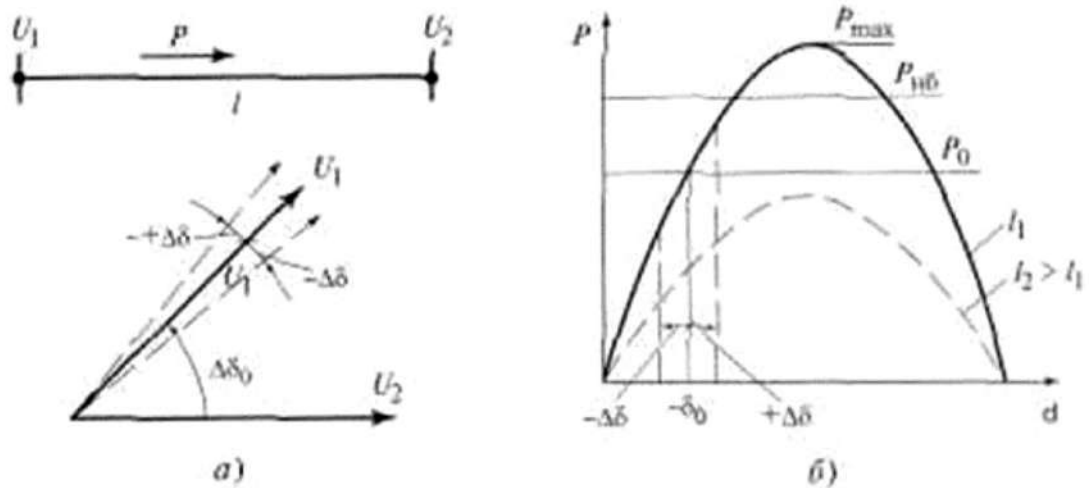 U₁
P
U₂
l
U₁
-+Δδ
U₁
-Δδ
Δδ₀
U₂
а)
P
Pmax
Pнб
P₀
l₁
l₂ > l₁
-Δδ
-δ₀
+Δδ
d
б)